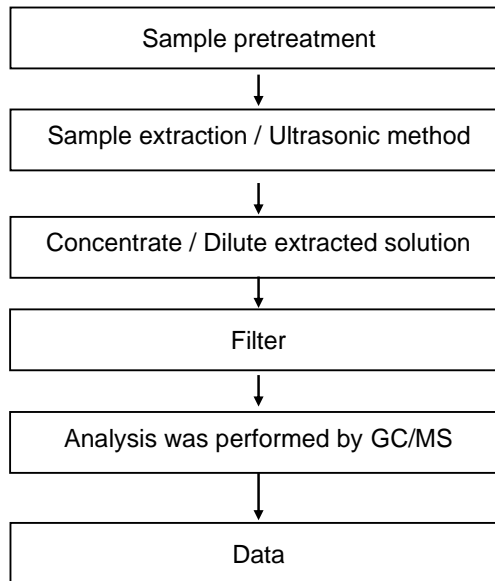 Sample pretreatment
Sample extraction / Ultrasonic method
Concentrate / Dilute extracted solution
Filter
Analysis was performed by GC/MS
Data